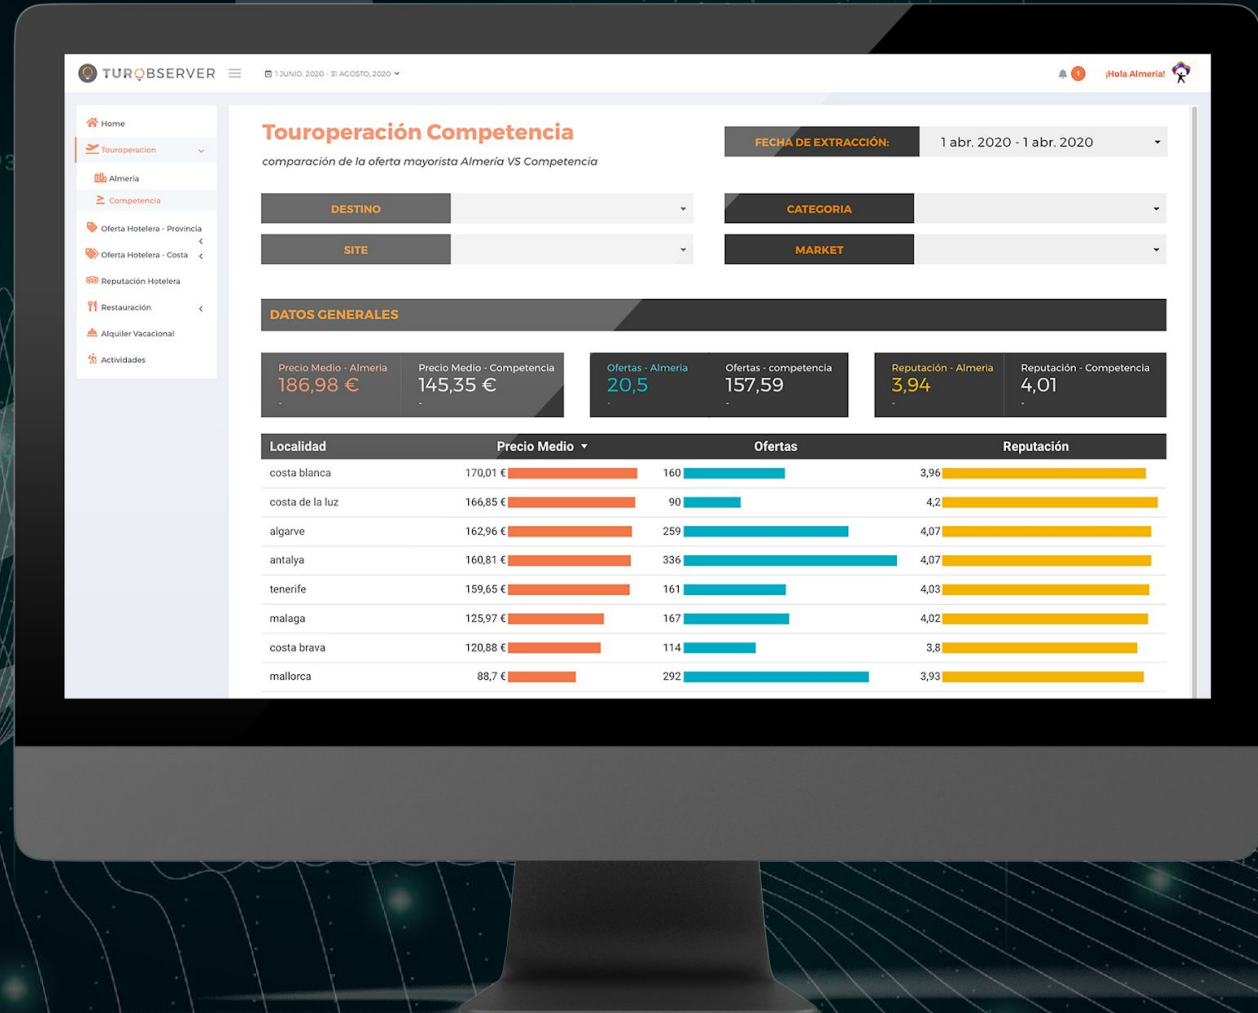 TUROBSERVER
1 JUNIO, 2020 - 31 AGOSTO, 2020
1
¡Hola Almeria!
Home
Touroperacion
Almeria
Competencia
Oferta Hotelera - Provincia
Oferta Hotelera - Costa
Reputación Hotelera
Restauración
Alquiler Vacacional
Actividades
Touroperación Competencia
comparación de la oferta mayorista Almería VS Competencia
FECHA DE EXTRACCIÓN: 1 abr. 2020 - 1 abr. 2020
DESTINO
CATEGORIA
SITE
MARKET
DATOS GENERALES
Precio Medio - Almeria Precio Medio - Competencia Ofertas - Almeria Ofertas - competencia Reputación - Almeria Reputación - Competencia
186,98 € 145,35 € 20,5 157,59 3,94 4,01
- - - - - -
Localidad Precio Medio Ofertas Reputación
costa blanca 170,01 € 160 3,96
costa de la luz 166,85 € 90 4,2
algarve 162,96 € 259 4,07
antalya 160,81 € 336 4,07
tenerife 159,65 € 161 4,03
malaga 125,97 € 167 4,02
costa brava 120,88 € 114 3,8
mallorca 88,7 € 292 3,93